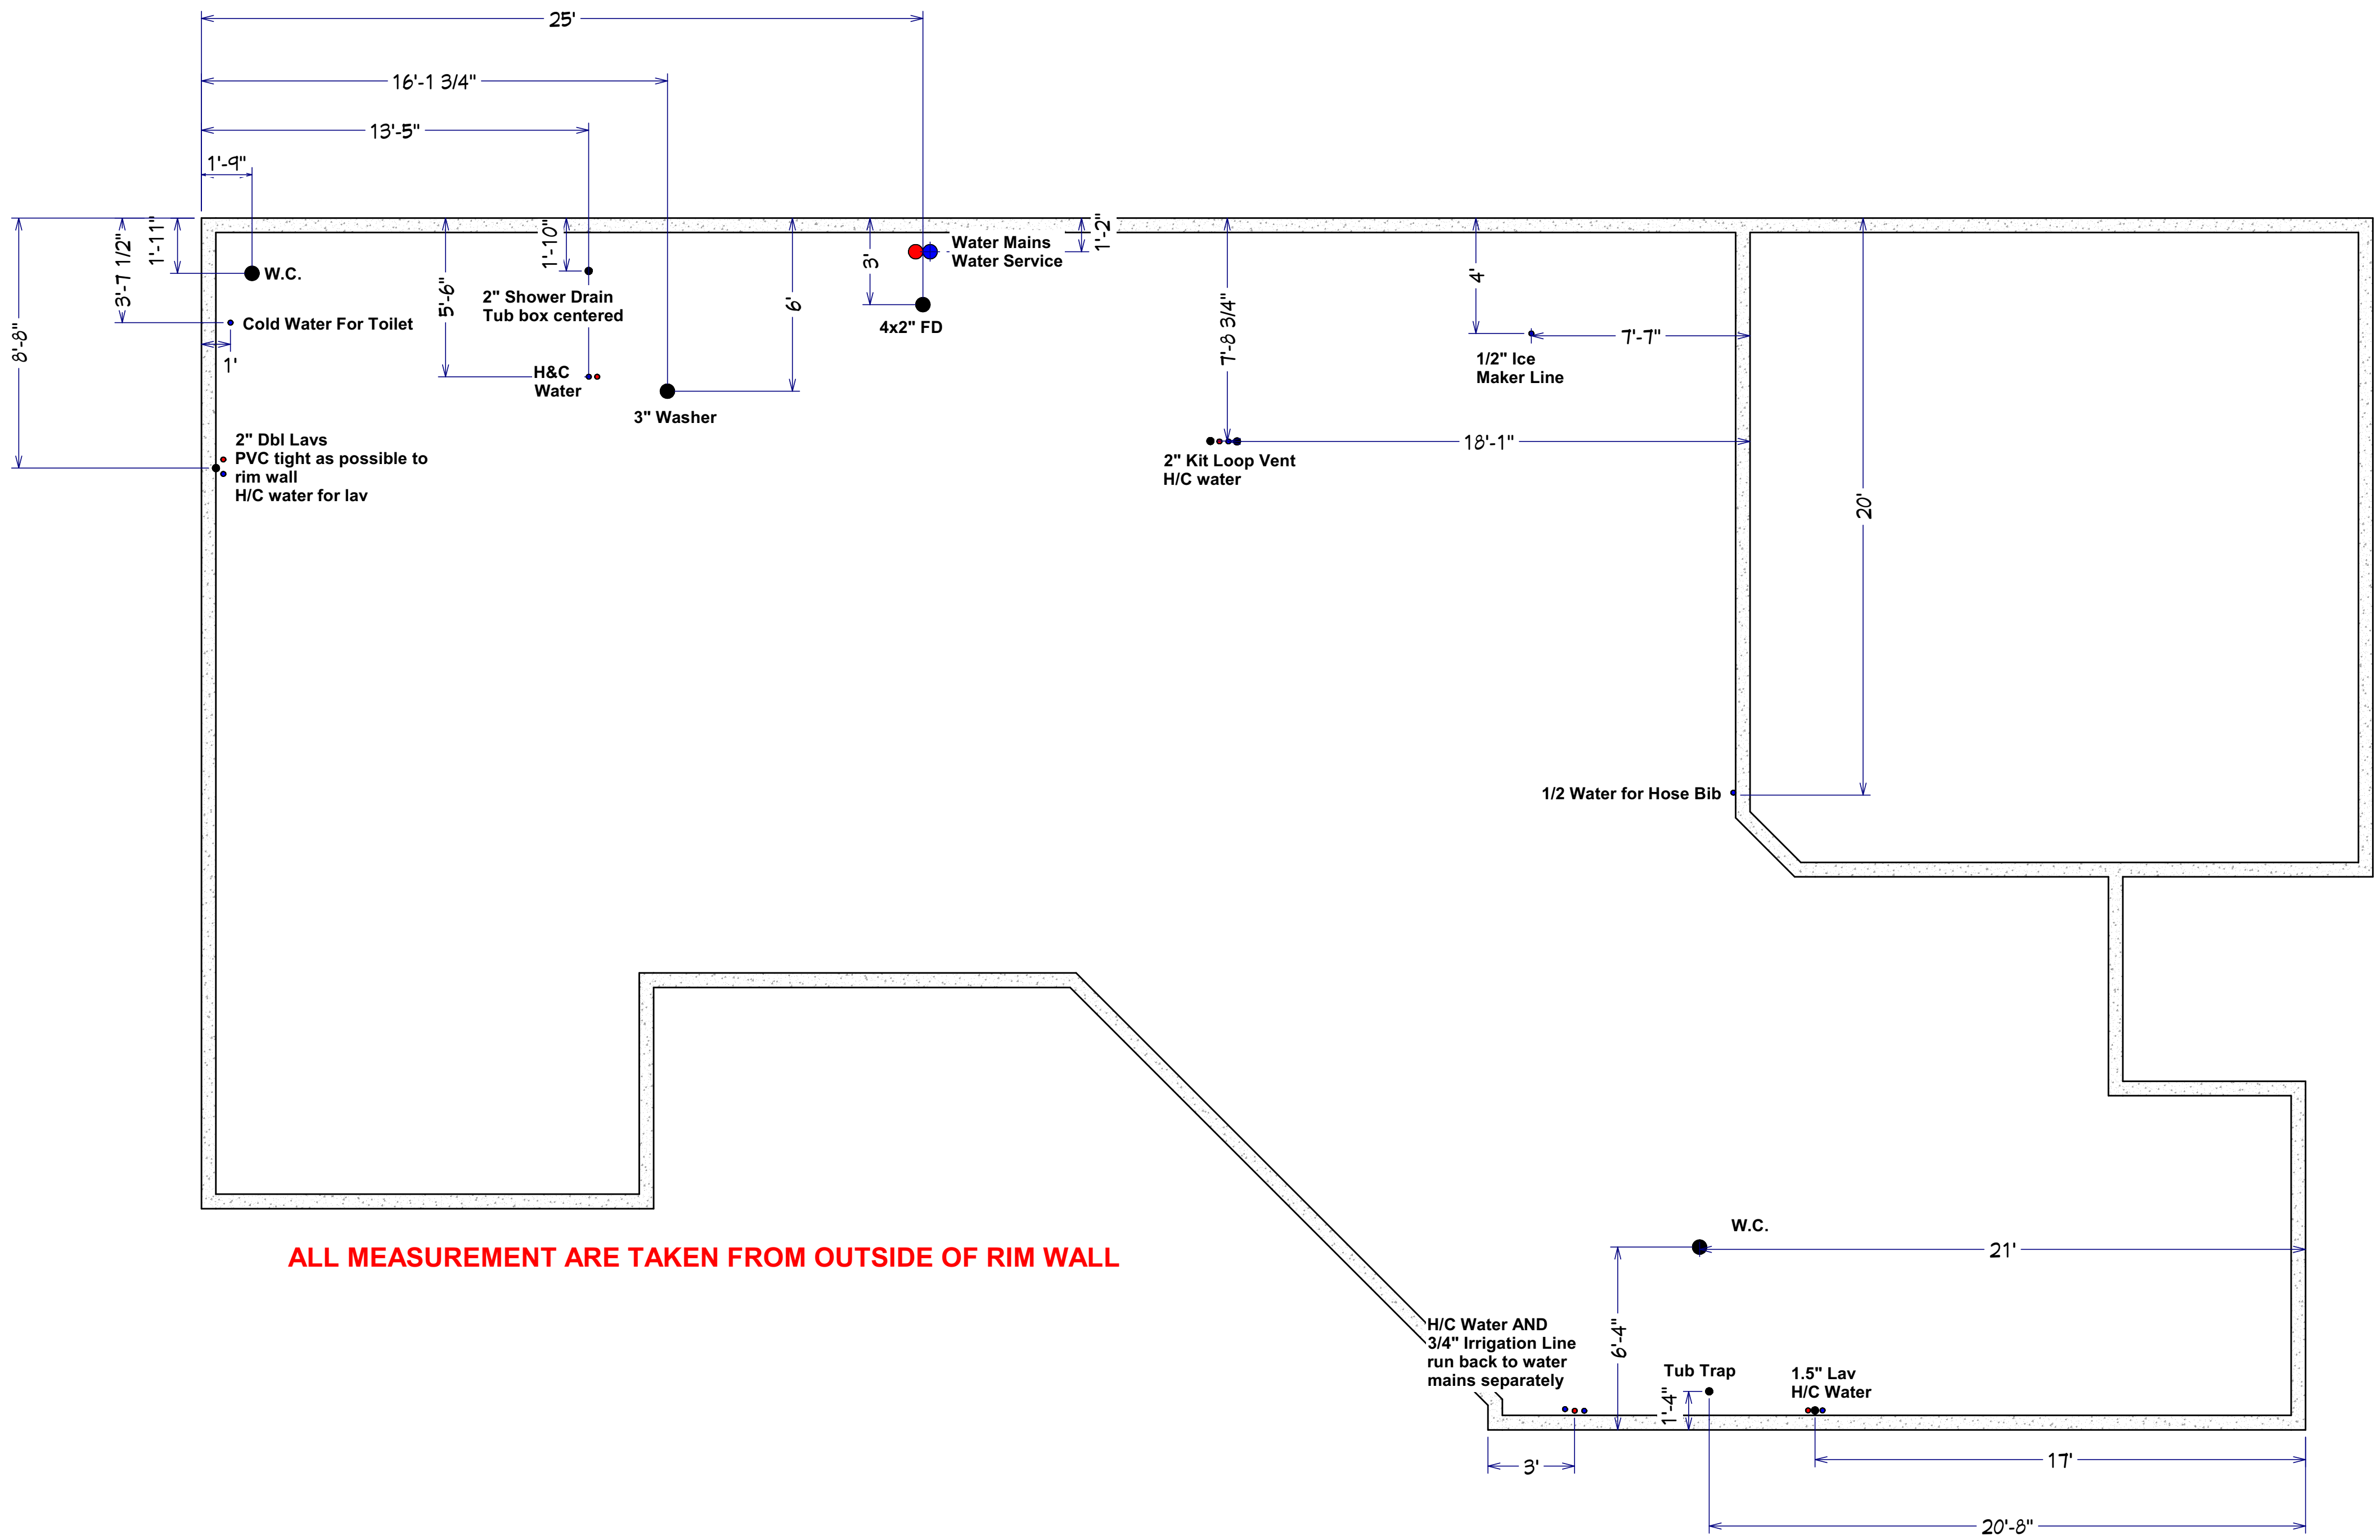 25'
16'-1 3/4"
13'-5"
1'-9"
8'-8"
3'-7 1/2"
1'-11"
W.C.
Cold Water For Toilet
1'
5'-6"
1'-10"
2" Shower Drain
Tub box centered
H&C
Water
6'
3" Washer
3'
Water Mains
Water Service
1'-2"
4x2" FD
7'-8 3/4"
4'
7'-7"
1/2" Ice
Maker Line
2" Dbl Lavs
PVC tight as possible to
rim wall
H/C water for lav
18'-1"
2" Kit Loop Vent
H/C water
20'
1/2 Water for Hose Bib
ALL MEASUREMENT ARE TAKEN FROM OUTSIDE OF RIM WALL
W.C.
21'
6'-4"
H/C Water AND
3/4" Irrigation Line
run back to water
mains separately
Tub Trap
1'-4"
1.5" Lav
H/C Water
3'
17'
20'-8"